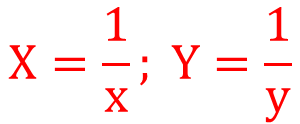 X = 1/x ; Y = 1/y